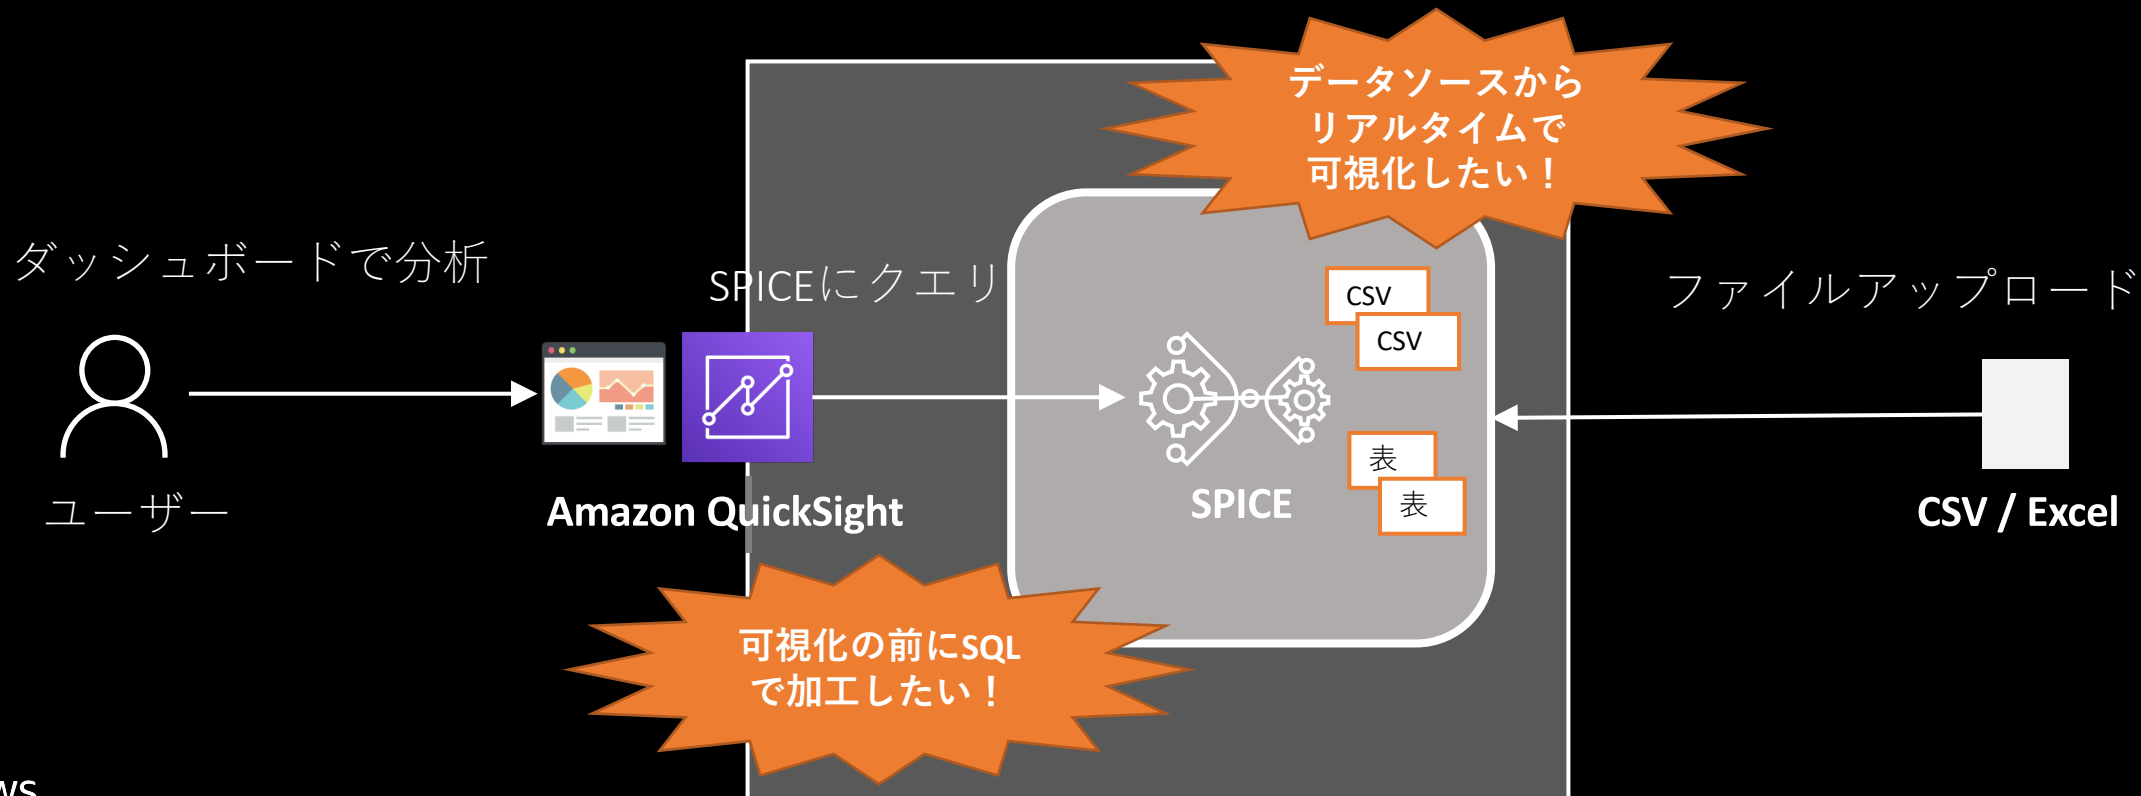 データソースから
リアルタイムで
可視化したい！
ダッシュボードで分析
SPICEにクエリ
ファイルアップロード
CSV
CSV
表
表
ユーザー
Amazon QuickSight
SPICE
CSV / Excel
可視化の前にSQL
で加工したい！